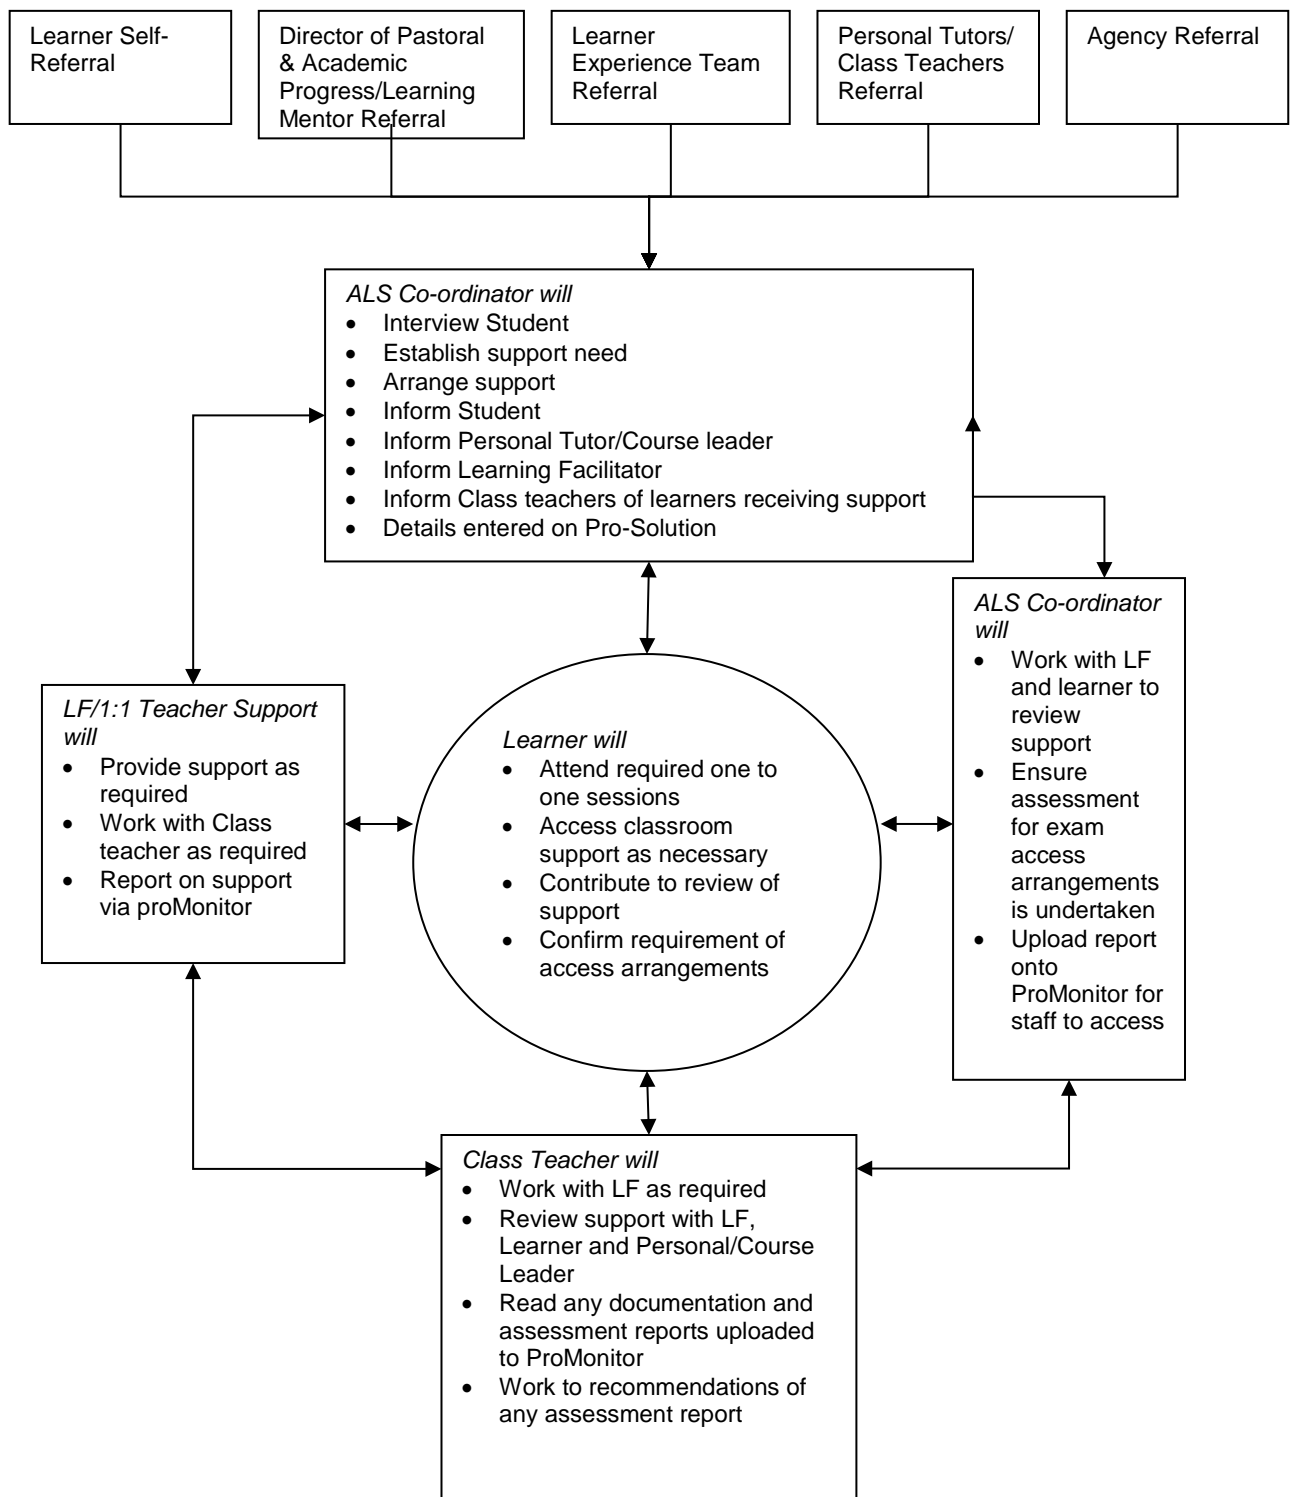 Learner Self-
Referral
Director of Pastoral
& Academic
Progress/Learning
Mentor Referral
Learner
Experience Team
Referral
Personal Tutors/
Class Teachers
Referral
Agency Referral
ALS Co-ordinator will
• Interview Student
• Establish support need
• Arrange support
• Inform Student
• Inform Personal Tutor/Course leader
• Inform Learning Facilitator
• Inform Class teachers of learners receiving support
• Details entered on Pro-Solution
LF/1:1 Teacher Support
will
• Provide support as
required
• Work with Class
teacher as required
• Report on support
via proMonitor
Learner will
• Attend required one to
one sessions
• Access classroom
support as necessary
• Contribute to review of
support
• Confirm requirement of
access arrangements
ALS Co-ordinator
will
• Work with LF
and learner to
review
support
• Ensure
assessment
for exam
access
arrangements
is undertaken
• Upload report
onto
ProMonitor for
staff to access
Class Teacher will
• Work with LF as required
• Review support with LF,
Learner and Personal/Course
Leader
• Read any documentation and
assessment reports uploaded
to ProMonitor
• Work to recommendations of
any assessment report